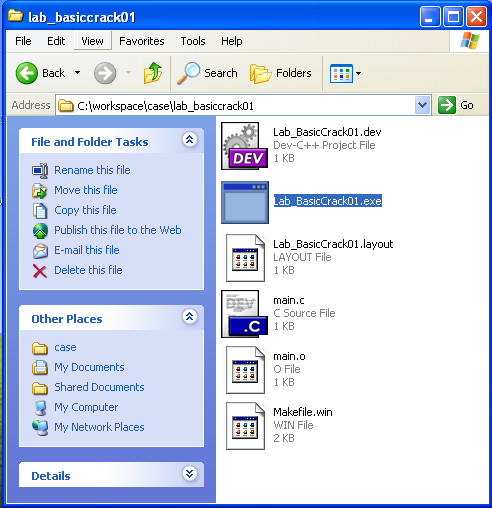 lab_basiccrack01
File Edit View Favorites Tools Help
Back Search Folders
Address C:\workspace\case\lab_basiccrack01 Go
File and Folder Tasks
Rename this file
Move this file
Copy this file
Publish this file to the Web
E-mail this file
Delete this file
Other Places
case
My Documents
Shared Documents
My Computer
My Network Places
Details
Lab_BasicCrack01.dev
Dev-C++ Project File
1 KB
DEV
Lab_BasicCrack01.exe
Lab_BasicCrack01.layout
LAYOUT File
1 KB
main.c
C Source File
1 KB
DEV
.C
main.o
O File
1 KB
Makefile.win
WIN File
2 KB